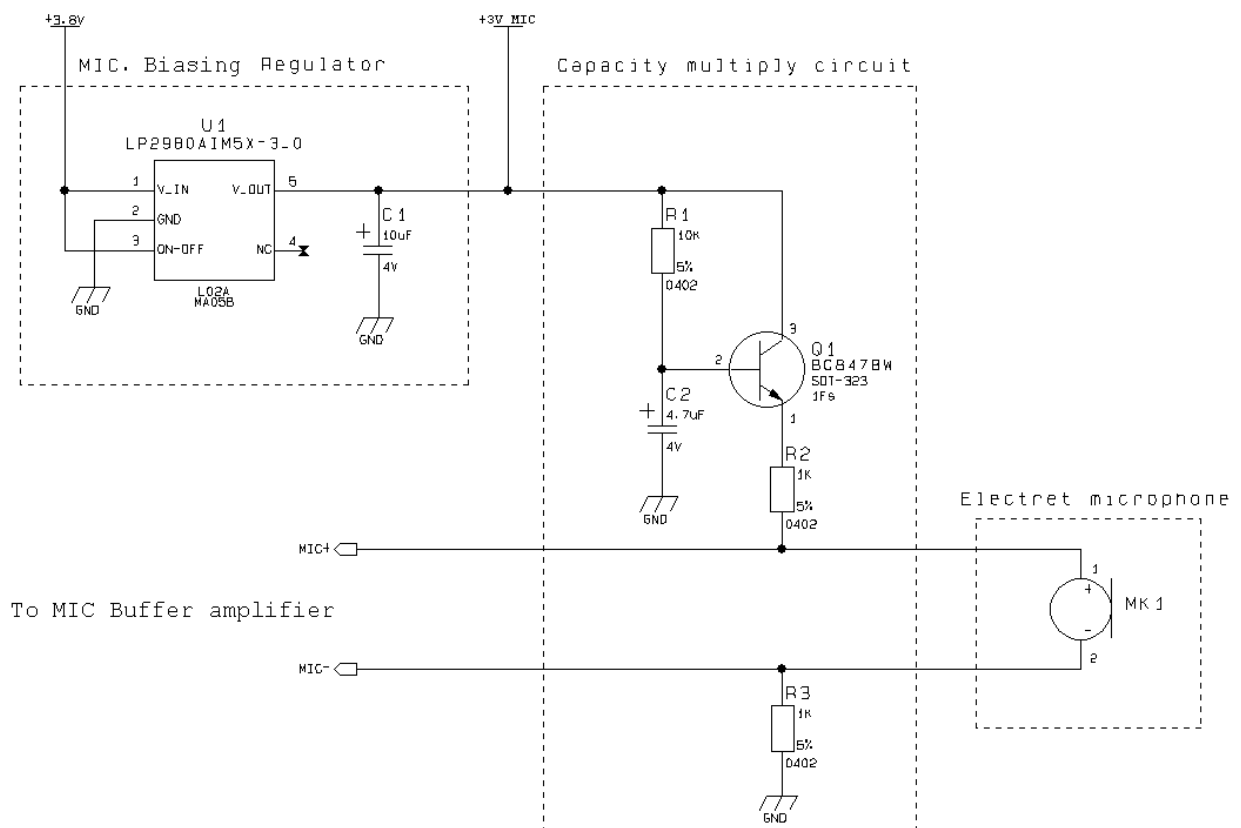 +3.8V
+3V MIC
MIC. Biasing Regulator
Capacity multiply circuit
U1
LP2980AIM5X-3_0
1
V_IN
V_OUT
5
2
GND
3
ON-OFF
NC
4
L02A
MA05B
GND
C1
+
10uF
4V
GND
R1
10K
5%
0402
3
2
Q1
BC847BW
SOT-323
1Fs
1
C2
+
4.7uF
4V
GND
R2
1K
5%
0402
Electret microphone
MIC+
1
+
MK1
-
2
To MIC Buffer amplifier
MIC-
R3
1K
5%
0402
GND